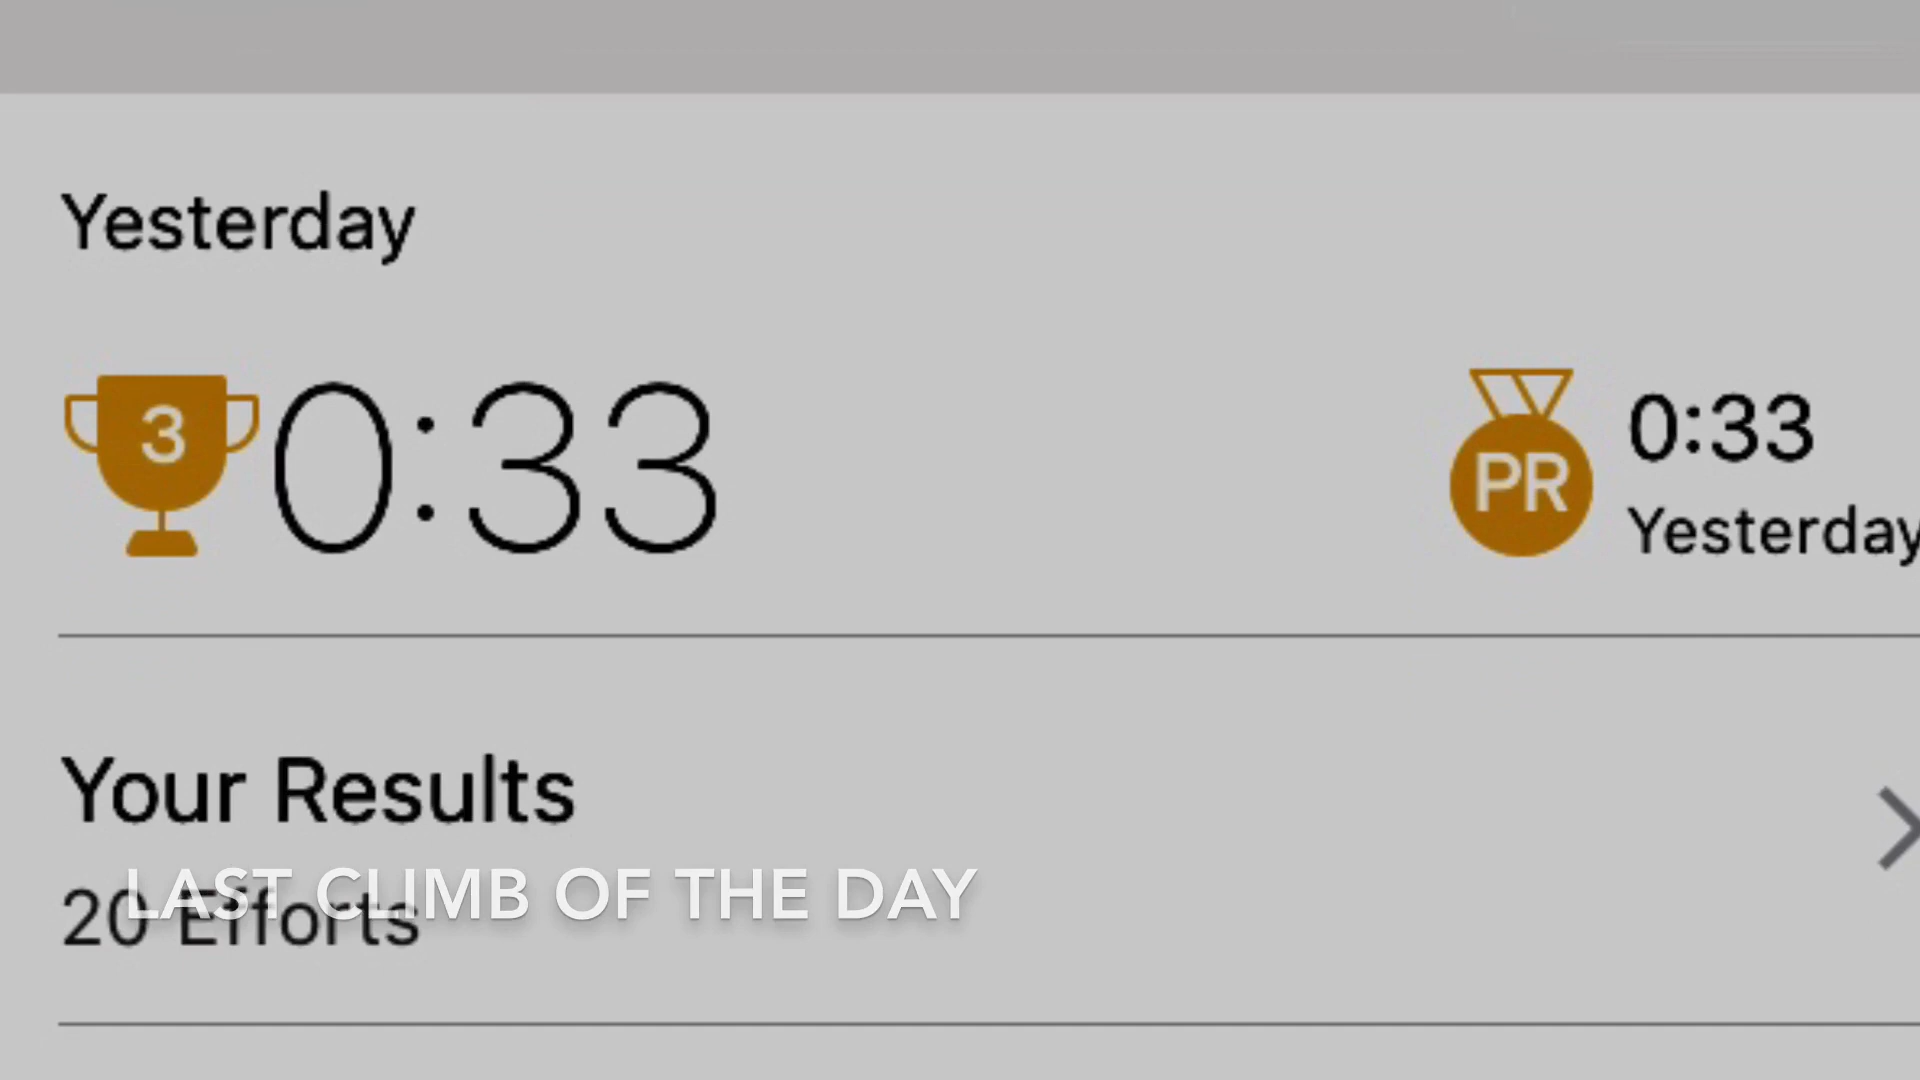 Yesterday
3 0:33
PR 0:33
Yesterday
Your Results
20 Efforts
LAST CLIMB OF THE DAY